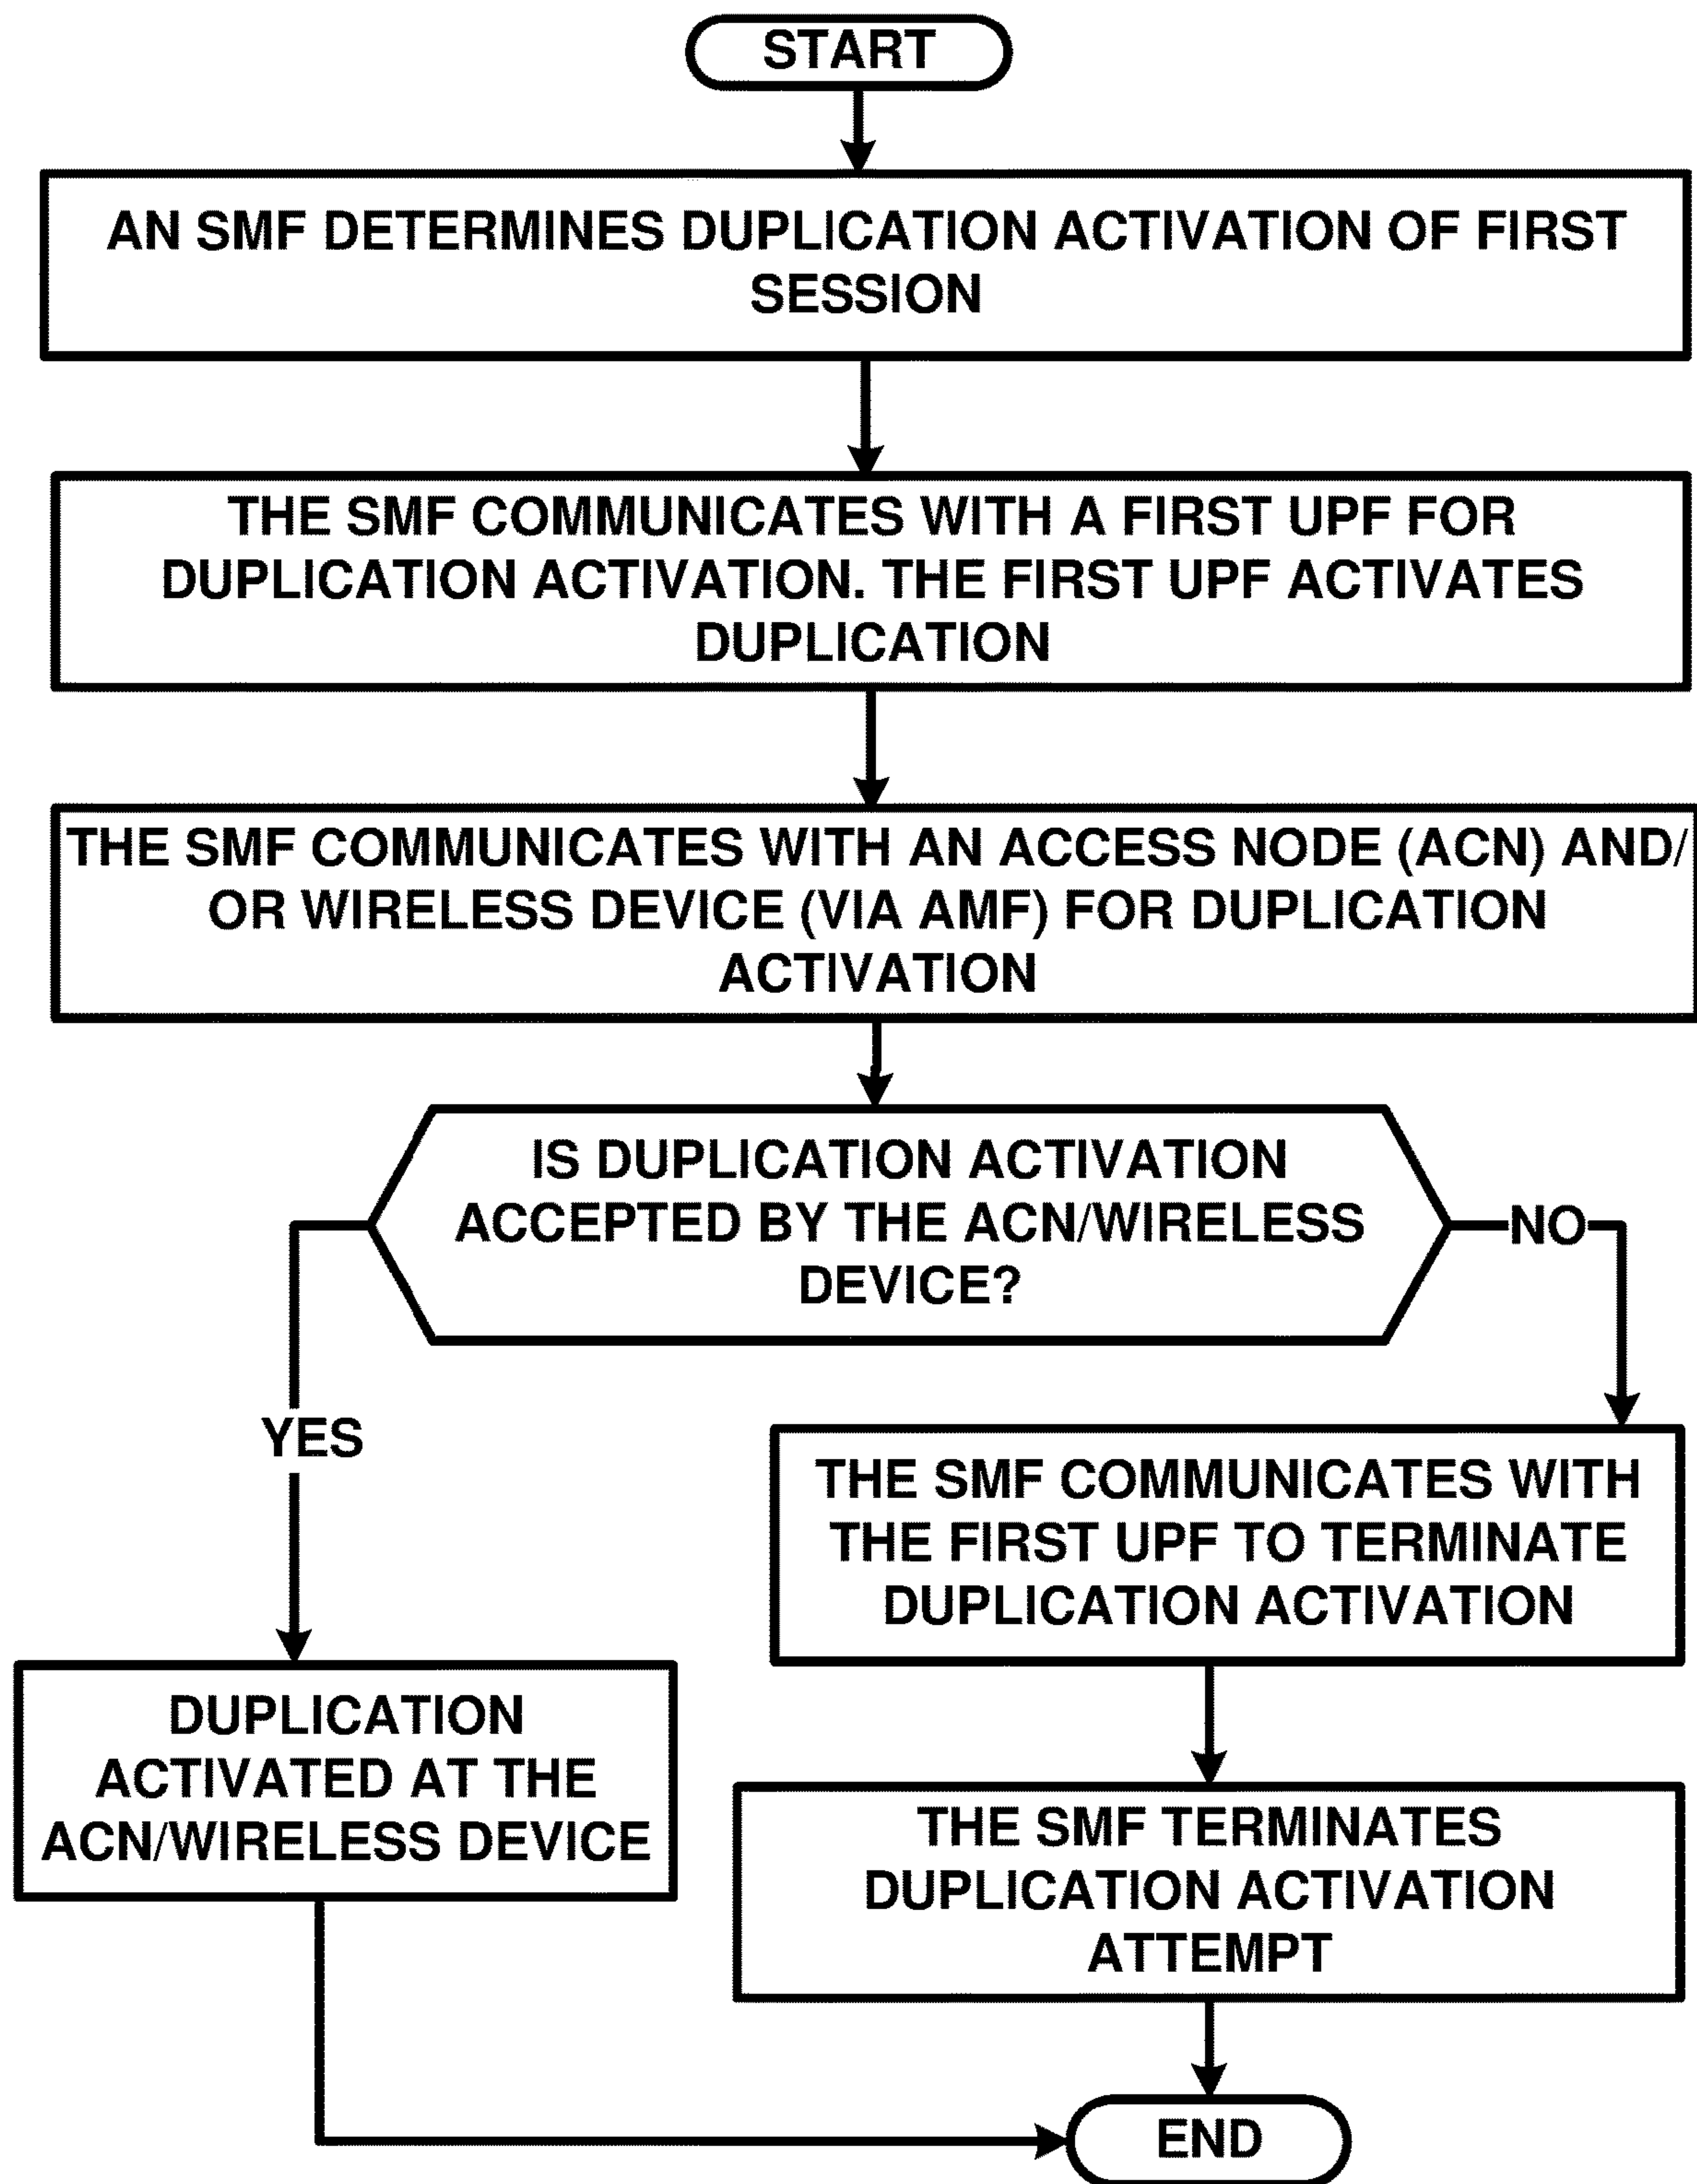 START
AN SMF DETERMINES DUPLICATION ACTIVATION OF FIRST
SESSION
THE SMF COMMUNICATES WITH A FIRST UPF FOR
DUPLICATION ACTIVATION. THE FIRST UPF ACTIVATES
DUPLICATION
THE SMF COMMUNICATES WITH AN ACCESS NODE (ACN) AND/
OR WIRELESS DEVICE (VIA AMF) FOR DUPLICATION
ACTIVATION
IS DUPLICATION ACTIVATION
ACCEPTED BY THE ACN/WIRELESS
DEVICE?
NO
YES
THE SMF COMMUNICATES WITH
THE FIRST UPF TO TERMINATE
DUPLICATION ACTIVATION
DUPLICATION
ACTIVATED AT THE
ACN/WIRELESS DEVICE
THE SMF TERMINATES
DUPLICATION ACTIVATION
ATTEMPT
END